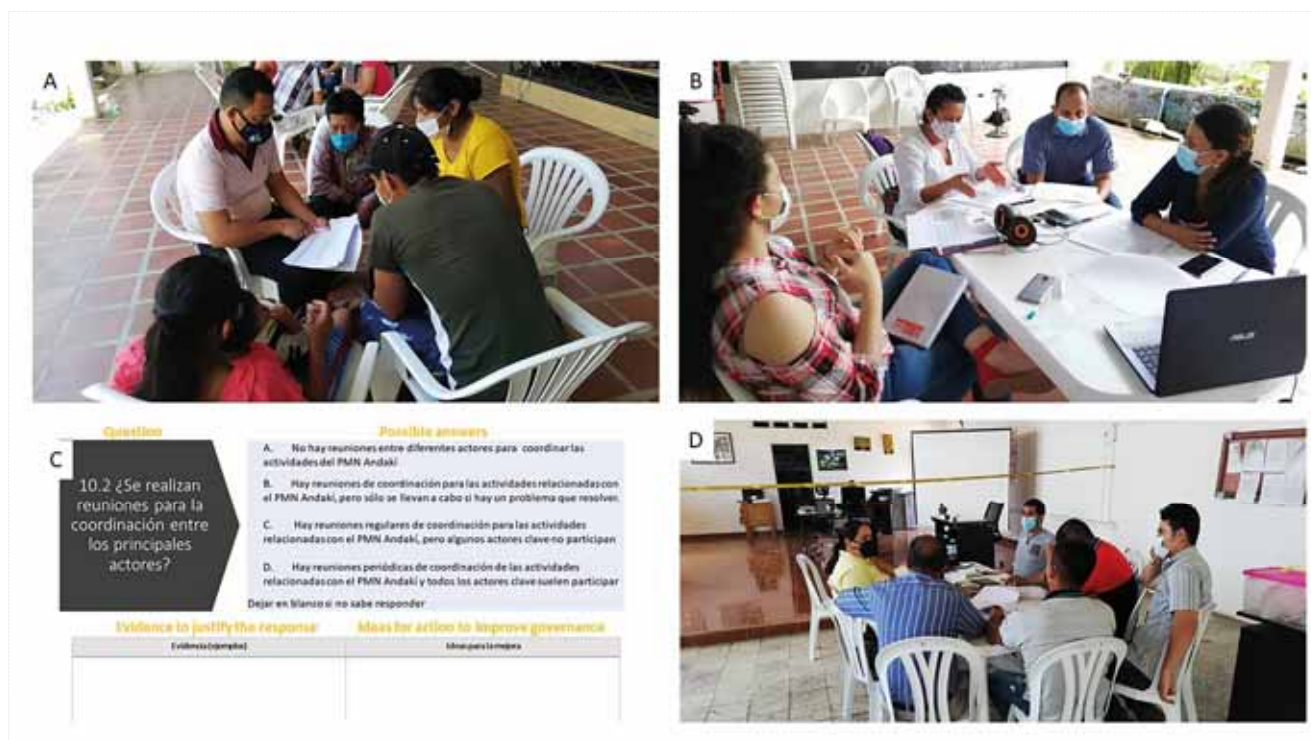 A
B
Question
Possible answers
C
10.2 ¿Se realizan
reuniones para la
coordinación entre
los principales
actores?
A. No hay reuniones entre diferentes actores para coordinar las
actividades del PMN Andakí
B. Hay reuniones de coordinación para las actividades relacionadas con
el PMN Andakí, pero sólo se llevan a cabo si hay un problema que resolver.
C. Hay reuniones regulares de coordinación para las actividades
relacionadas con el PMN Andakí, pero algunos actores clave no participan
D. Hay reuniones periódicas de coordinación de las actividades
relacionadas con el PMN Andakí y todos los actores clave suelen participar
Dejar en blanco si no sabe responder
Evidence to justify the response
Ideas for action to improve governance
Evidencia (ejemplos)
Ideas para la mejora
D
ASUS